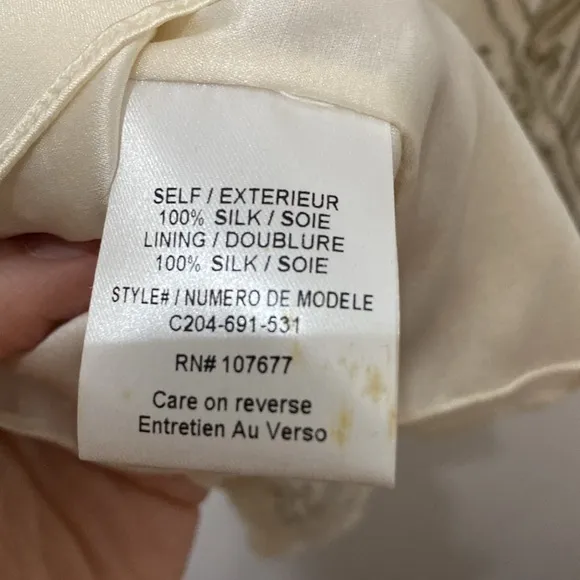 SELF / EXTERIEUR
100% SILK / SOIE
LINING / DOUBLURE
100% SILK / SOIE
STYLE# / NUMERO DE MODELE
C204-691-531
RN# 107677
Care on reverse
Entretien Au Verso